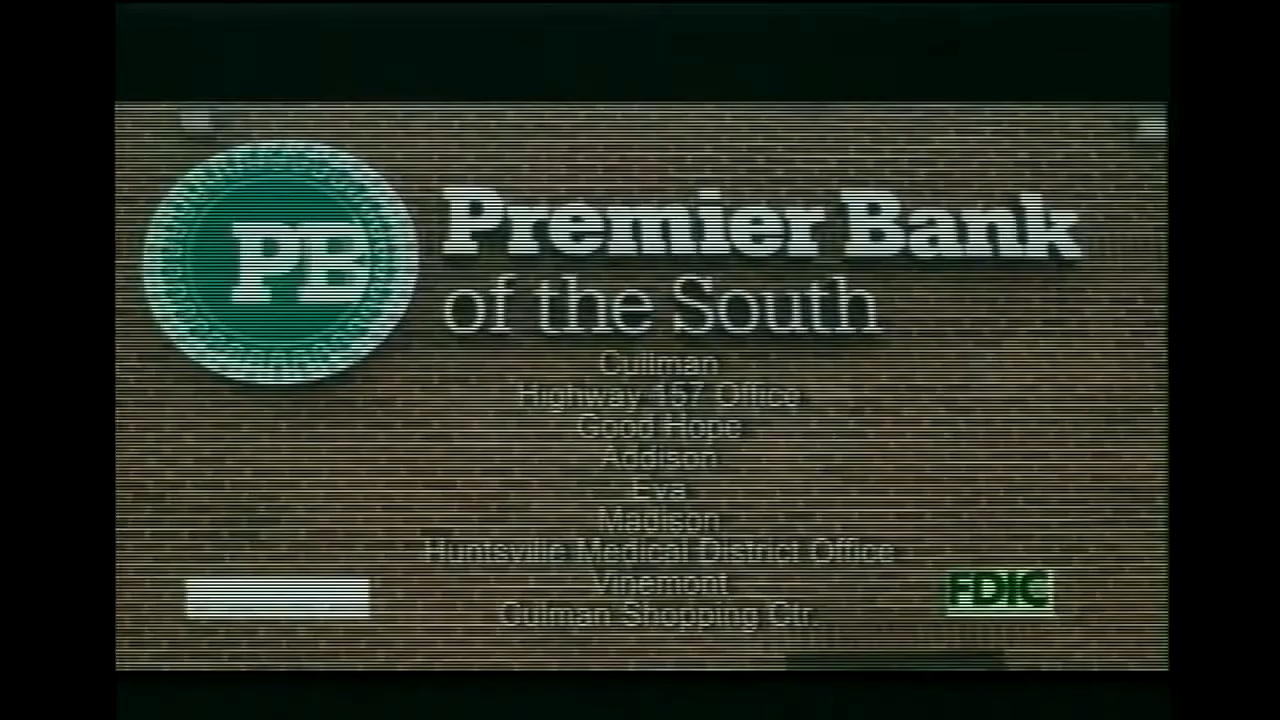 PB
Premier Bank
of the South
Cullman
Highway 157 Office
Good Hope
Addison
Eva
Madison
Huntsville Medical District Office
Vinemont
Culman Shopping Ctr.
FDIC